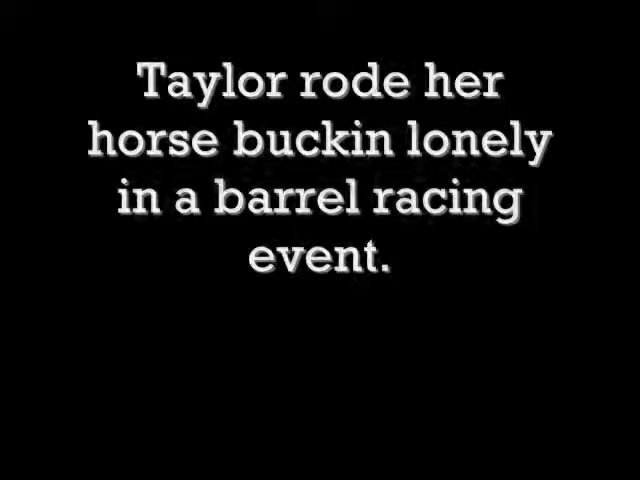 Taylor rode her
horse buckin lonely
in a barrel racing
event.